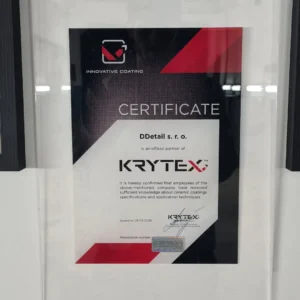 INNOVATIVE COATING
CERTIFICATE
DDetail s. r. o.
is an official partner of
KRYTEX
It is hereby confirmed that employees of the
above-mentioned company have received
sufficient knowledge about ceramic coatings
specifications and application techniques.
KRYTEX